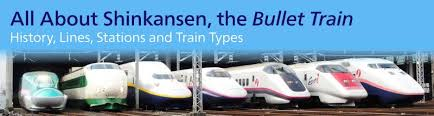 All About Shinkansen, the Bullet Train
History, Lines, Stations and Train Types